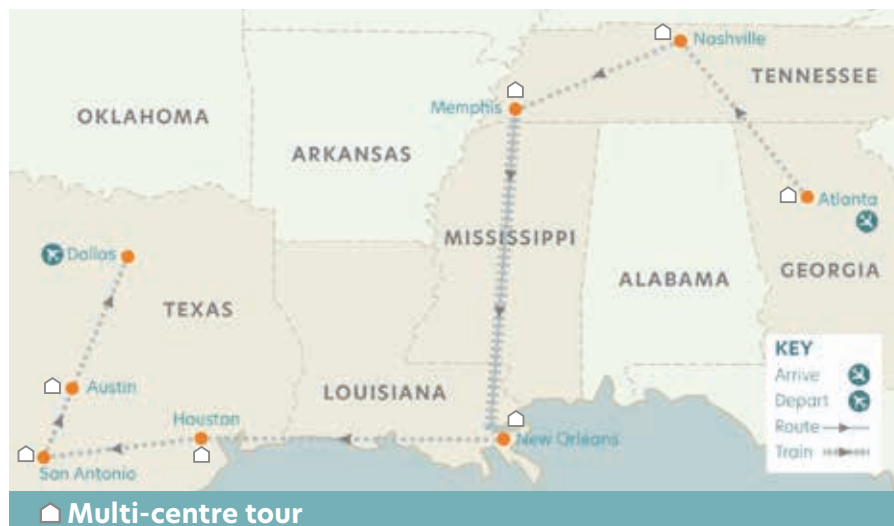 Nashville
TENNESSEE
Memphis
OKLAHOMA
ARKANSAS
Atlanta
MISSISSIPPI
Dallas
ALABAMA
GEORGIA
TEXAS
KEY
Arrive
Depart
Route
Train
Austin
LOUISIANA
Houston
New Orleans
San Antonio
Multi-centre tour